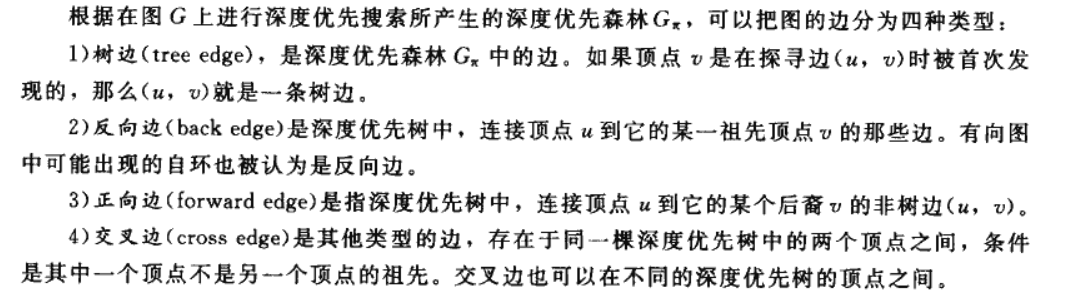 根据在图 G 上进行深度优先搜索所产生的深度优先森林 Gπ，可以把图的边分为四种类型：
1)树边(tree edge)，是深度优先森林 Gπ 中的边。如果顶点 v 是在探寻边(u，v)时被首次发
现的，那么(u，v)就是一条树边。
2)反向边(back edge)是深度优先树中，连接顶点 u 到它的某一祖先顶点 v 的那些边。有向图
中可能出现的自环也被认为是反向边。
3)正向边(forward edge)是指深度优先树中，连接顶点 u 到它的某个后裔 v 的非树边(u，v)。
4)交叉边(cross edge)是其他类型的边，存在于同一棵深度优先树中的两个顶点之间，条件
是其中一个顶点不是另一个顶点的祖先。交叉边也可以在不同的深度优先树的顶点之间。